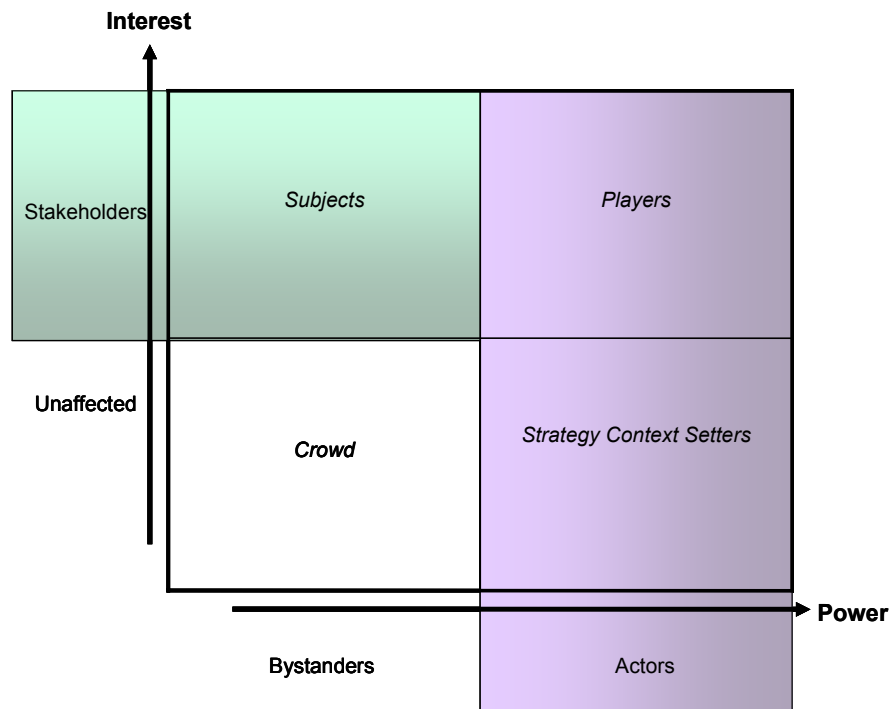 Interest
Stakeholders
Subjects
Players
Unaffected
Crowd
Strategy Context Setters
Power
Bystanders
Actors